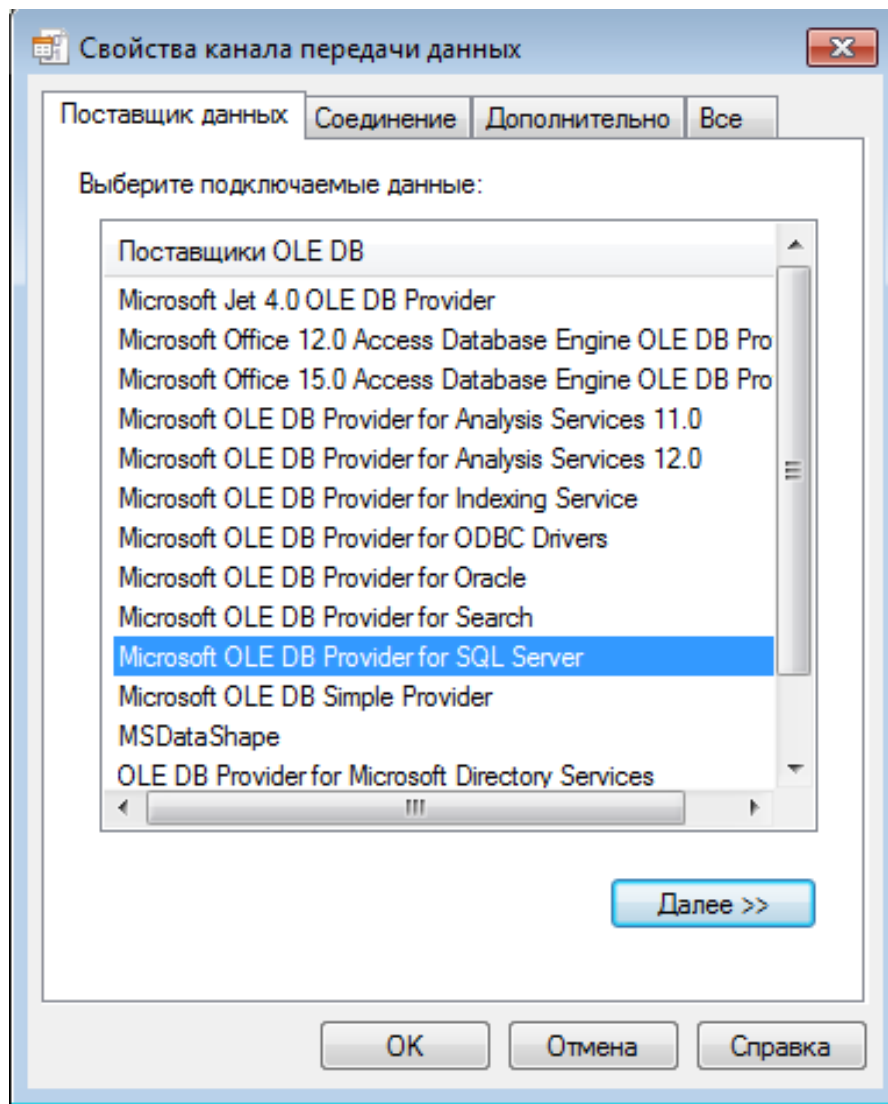 Свойства канала передачи данных
Поставщик данных Соединение Дополнительно Все
Выберите подключаемые данные:
Поставщики OLE DB
Microsoft Jet 4.0 OLE DB Provider
Microsoft Office 12.0 Access Database Engine OLE DB Pro
Microsoft Office 15.0 Access Database Engine OLE DB Pro
Microsoft OLE DB Provider for Analysis Services 11.0
Microsoft OLE DB Provider for Analysis Services 12.0
Microsoft OLE DB Provider for Indexing Service
Microsoft OLE DB Provider for ODBC Drivers
Microsoft OLE DB Provider for Oracle
Microsoft OLE DB Provider for Search
Microsoft OLE DB Provider for SQL Server
Microsoft OLE DB Simple Provider
MSDataShape
OLE DB Provider for Microsoft Directory Services
Далее >>
ОК Отмена Справка